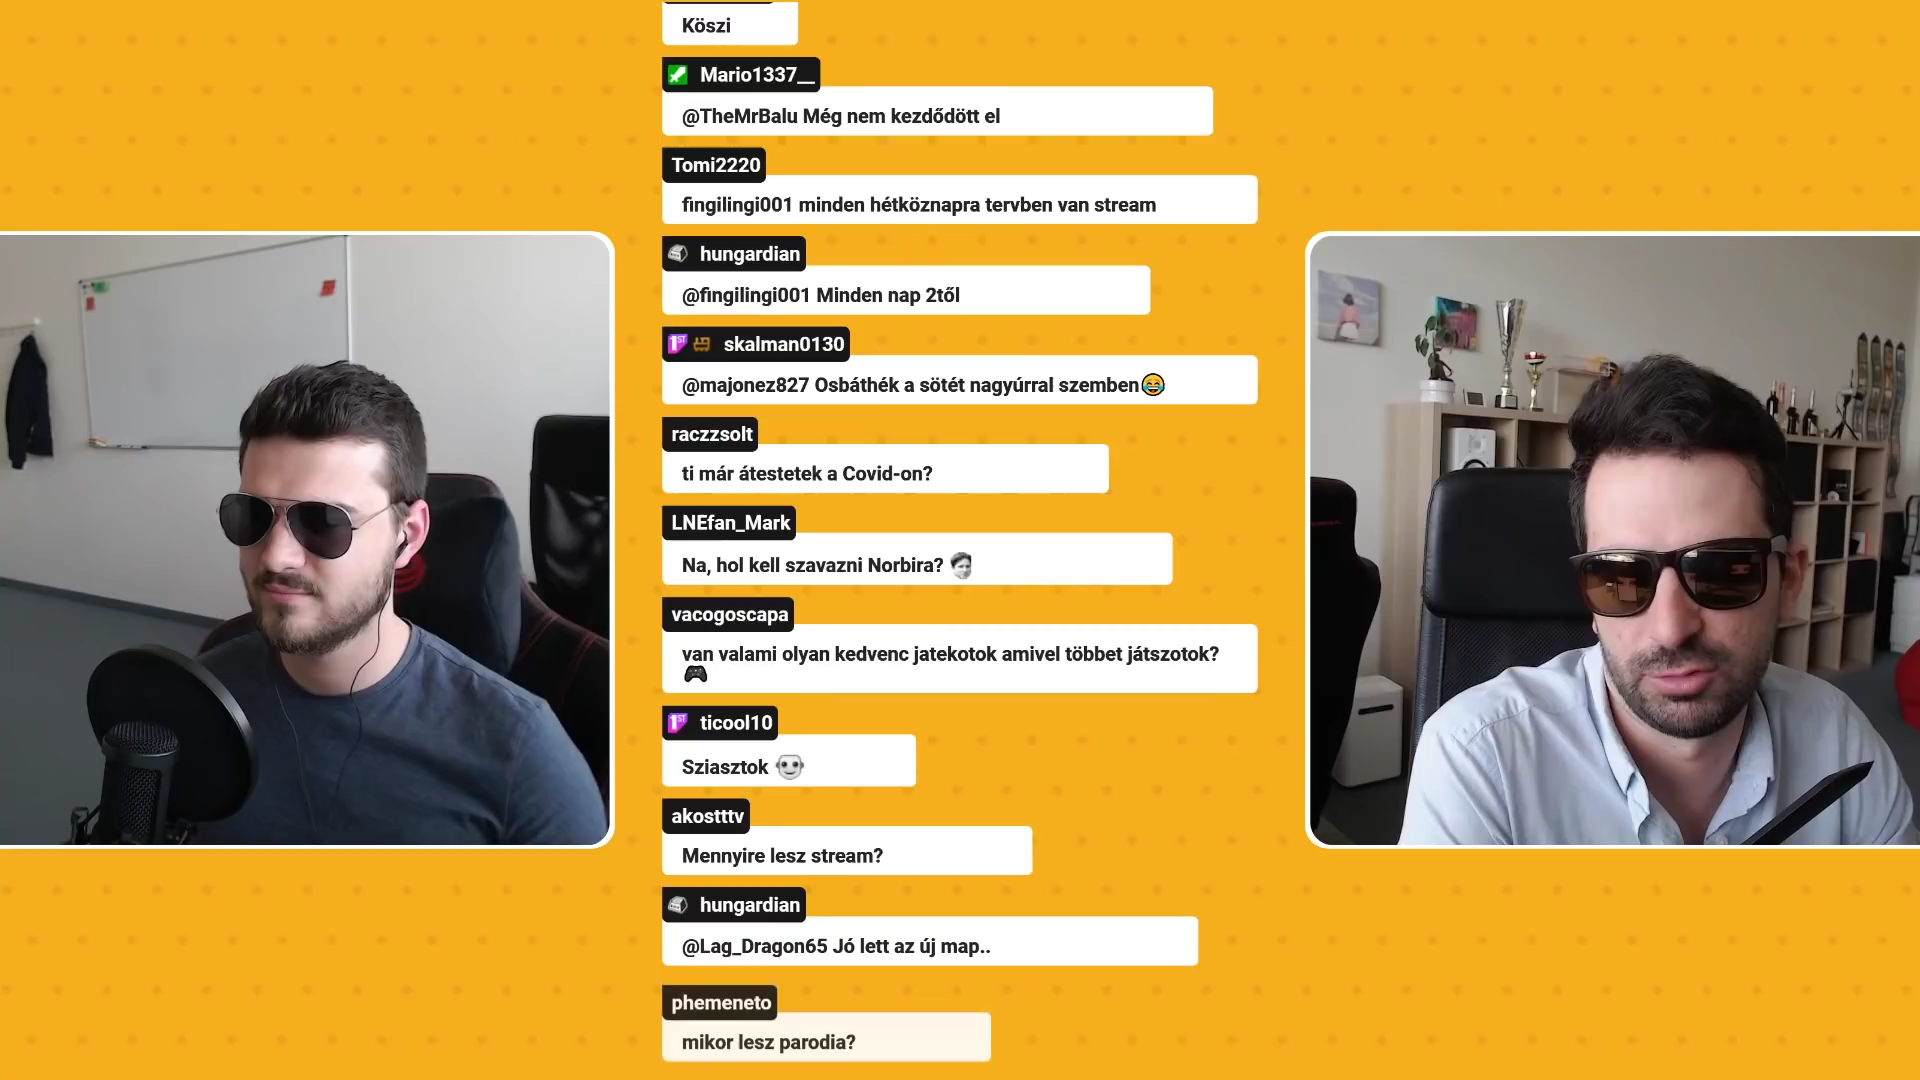 Köszi
Mario1337__
@TheMrBalu Még nem kezdődött el
Tomi2220
fingilingi001 minden hétköznapra tervben van stream
hungardian
@fingilingi001 Minden nap 2től
skalman0130
@majonez827 Osbáthék a sötét nagyúrral szemben😂
raczzsolt
ti már átestetek a Covid-on?
LNEfan_Mark
Na, hol kell szavazni Norbira?
vacogoscapa
van valami olyan kedvenc jatekotok amivel többet játszotok?
🎮
ticool10
Sziasztok
akostttv
Mennyire lesz stream?
hungardian
@Lag_Dragon65 Jó lett az új map..
phemeneto
mikor lesz parodia?